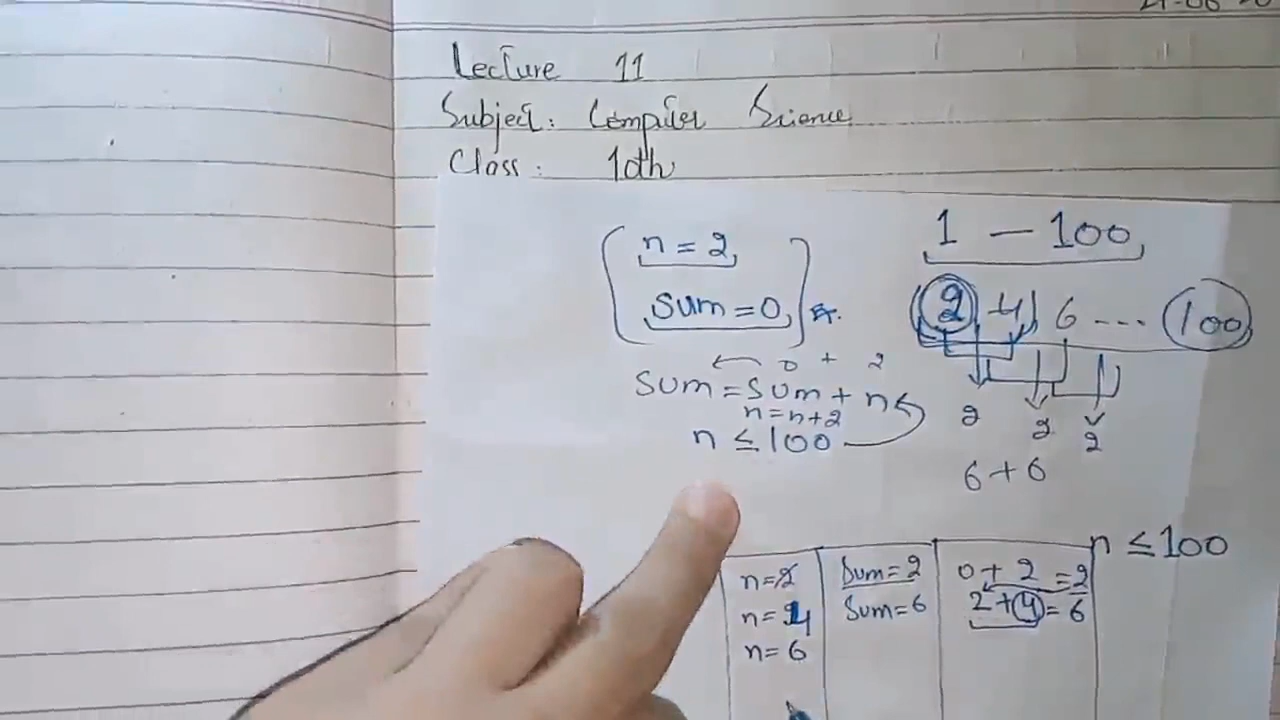 Lecture 11
Subject: Computer Science
Class: 10th
n = 2
sum = 0
1 — 100
2 4 6 --- 100
0 + 2
sum = sum + n
n = n+2
n ≤ 100
2 2 2
6 + 6
n ≤ 100
n = 2 sum = 2 0 + 2 = 2
n = 4 sum = 6 2 + 4 = 6
n = 6